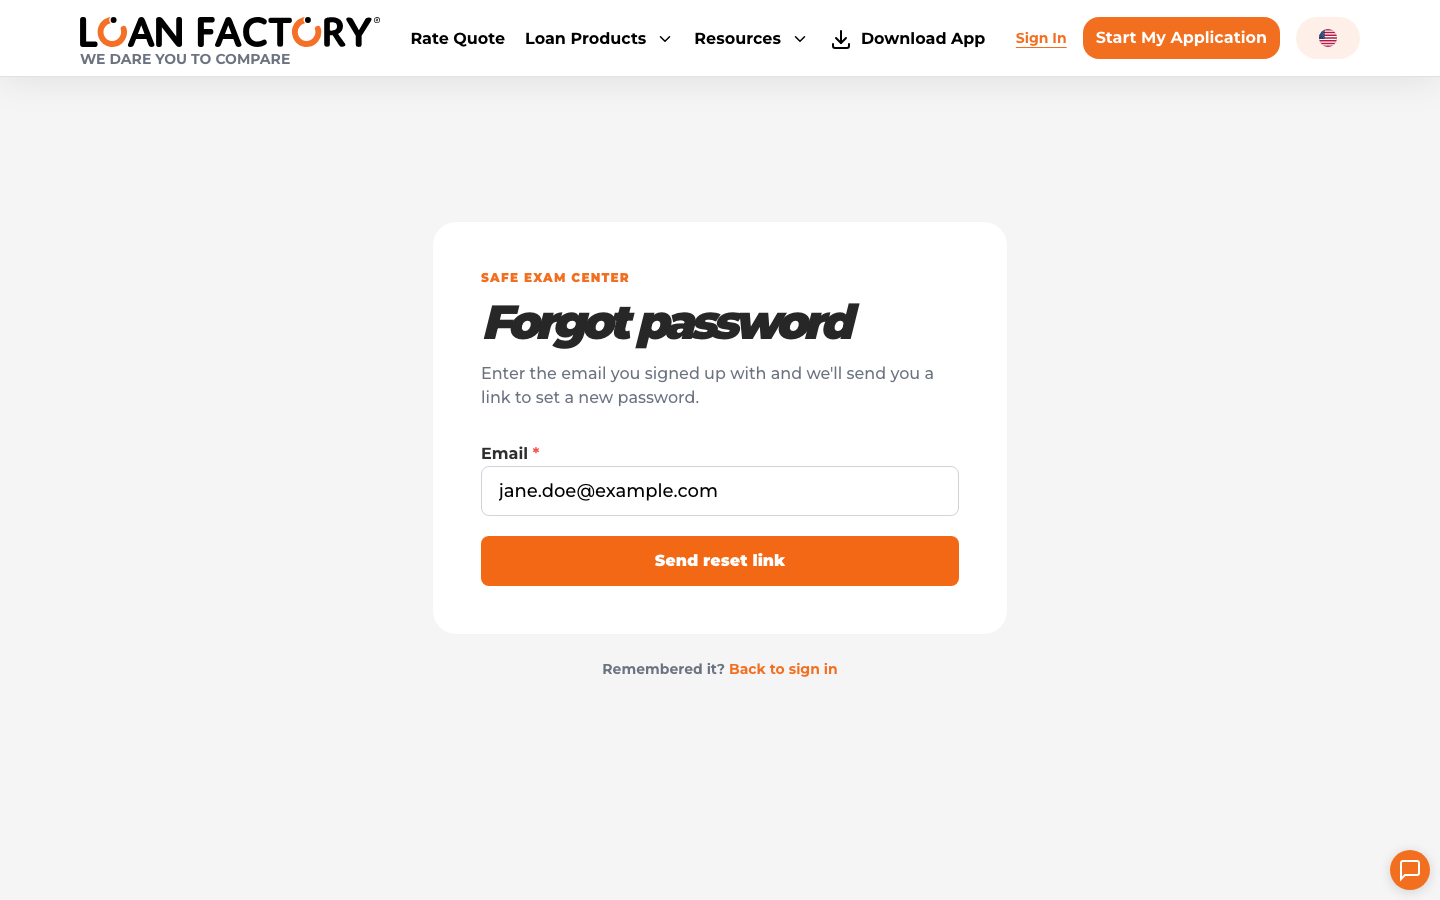 LOAN FACTORY®
WE DARE YOU TO COMPARE
Rate Quote
Loan Products
Resources
Download App
Sign In
Start My Application
SAFE EXAM CENTER
Forgot password
Enter the email you signed up with and we'll send you a
link to set a new password.
Email *
jane.doe@example.com
Send reset link
Remembered it? Back to sign in